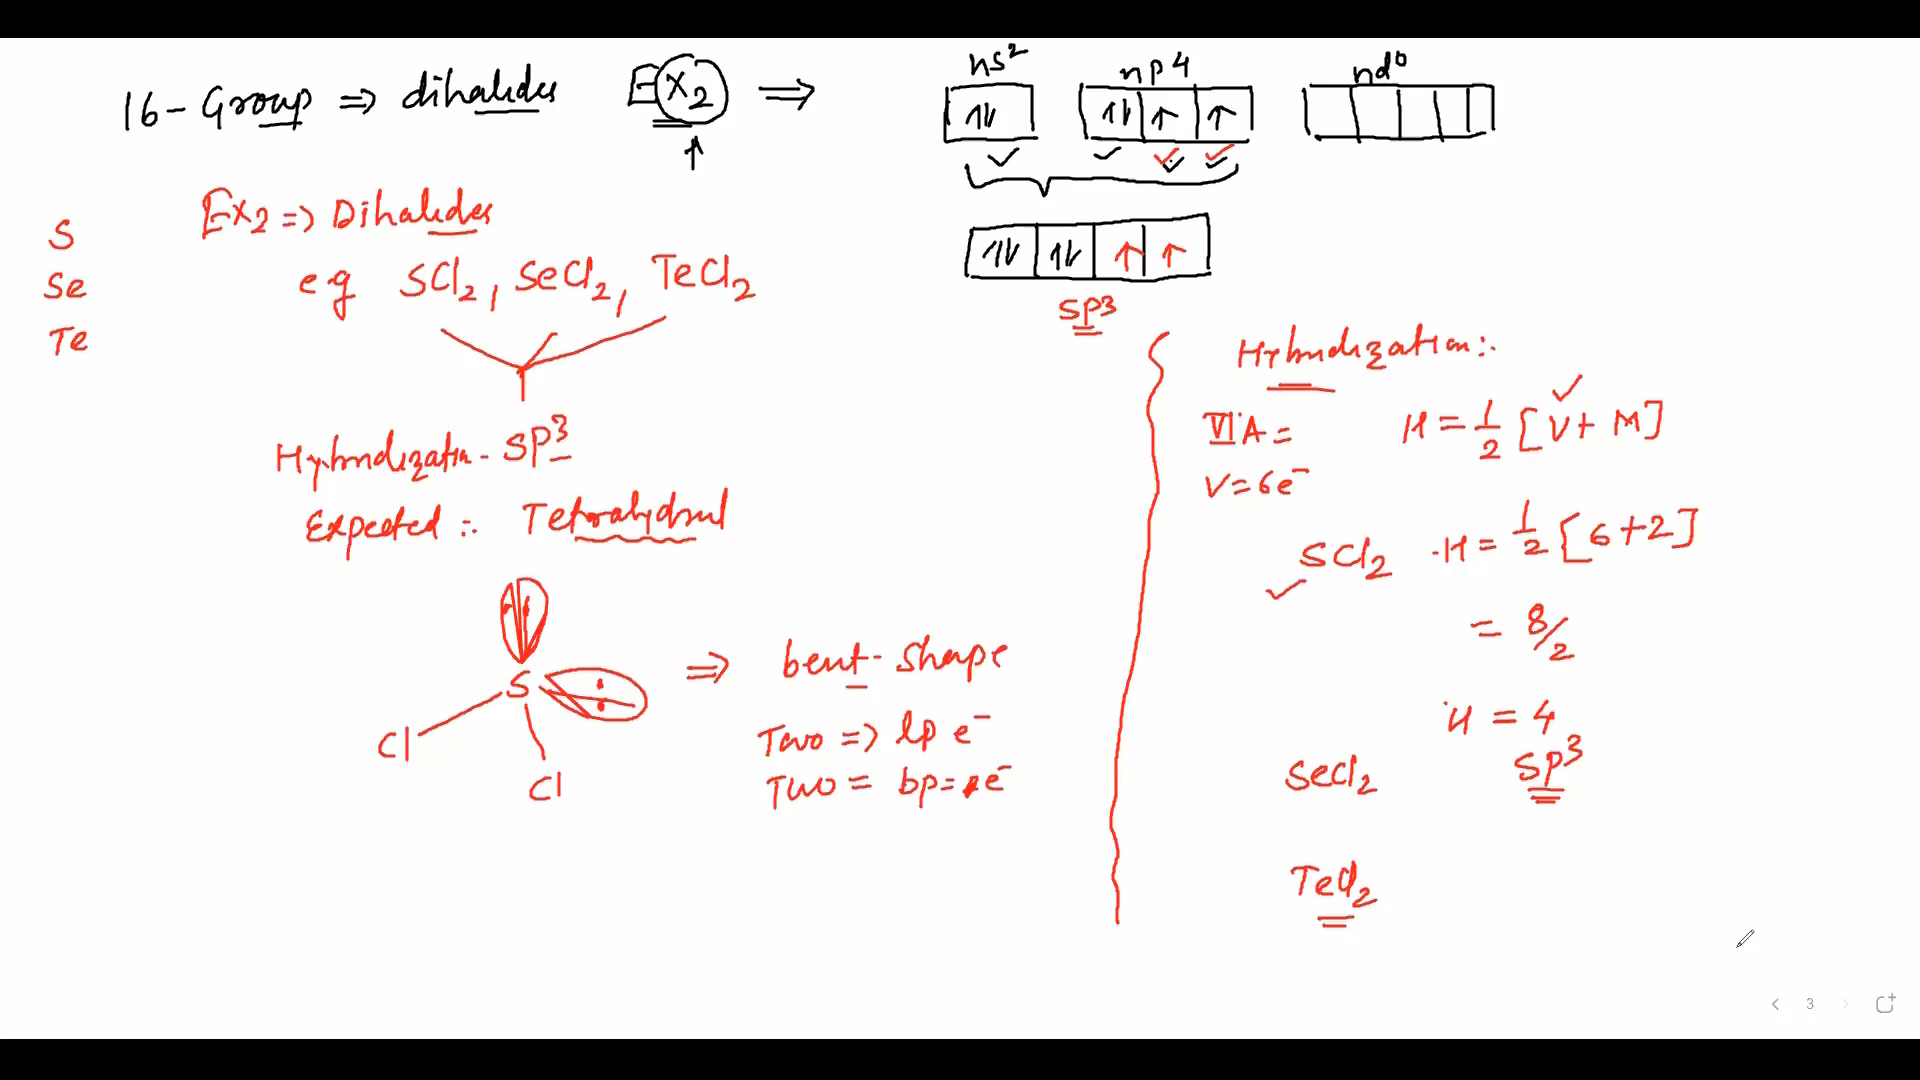 16- Group ⇒ dihalides EX2 ⇒
ns² np4 nd⁰
↑
⇅ ⇅ ↑ ↑
⇅ ⇅ ↑ ↑
SP3
S
Se
Te
EX2 ⇒ Dihalides
e.g SCl2, SeCl2, TeCl2
Hybridization - SP³
Expected :. 
S
Cl
Cl
⇒ bent- shape
Two ⇒ lp e⁻
Two = bp= e⁻
Hybridization:.
VI A =
V = 6e⁻
H = 1/2 [V + M]
SCl2 . H = 1/2 [6+2]
= 8/2
H = 4
SP³
SeCl2
TeCl2
3